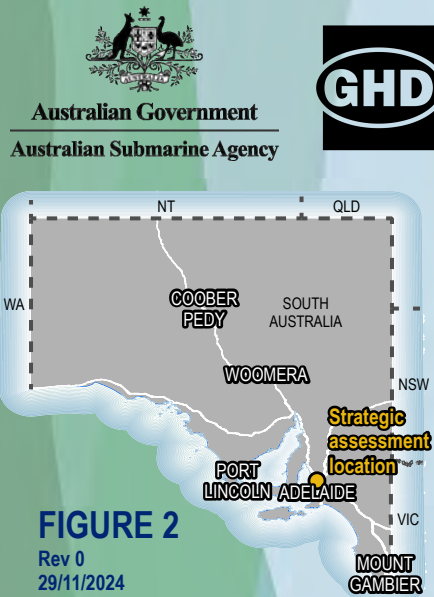 Australian Government
Australian Submarine Agency
GHD
NT
QLD
WA
COOBER
PEDY
SOUTH
AUSTRALIA
WOOMERA
NSW
Strategic
assessment
location
PORT
LINCOLN
ADELAIDE
VIC
MOUNT
GAMBIER
FIGURE 2
Rev 0
29/11/2024